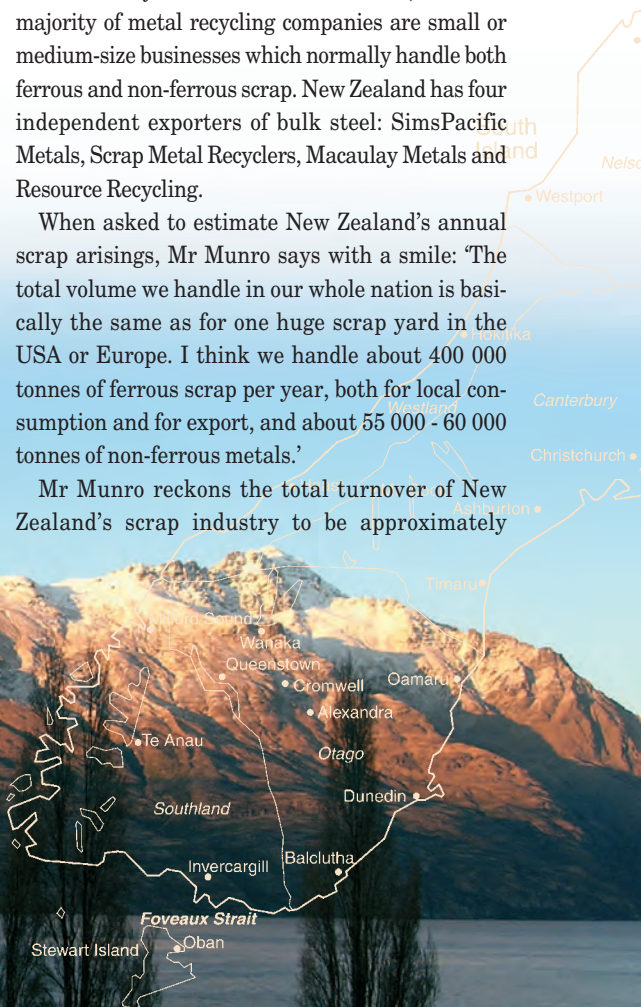 majority of metal recycling companies are small or
medium-size businesses which normally handle both
ferrous and non-ferrous scrap. New Zealand has four
independent exporters of bulk steel: SimsPacific
Metals, Scrap Metal Recyclers, Macaulay Metals and
Resource Recycling.
When asked to estimate New Zealand's annual
scrap arisings, Mr Munro says with a smile: ‘The
total volume we handle in our whole nation is basi-
cally the same as for one huge scrap yard in the
USA or Europe. I think we handle about 400 000
tonnes of ferrous scrap per year, both for local con-
sumption and for export, and about 55 000 - 60 000
tonnes of non-ferrous metals.’
Mr Munro reckons the total turnover of New
Zealand's scrap industry to be approximately
South
Island
Westport
Hokitika
Westland
Canterbury
Christchurch
Ashburton
Timaru
Wanaka
Queenstown
Cromwell
Oamaru
Alexandra
Te Anau
Otago
Dunedin
Southland
Invercargill
Balclutha
Foveaux Strait
Stewart Island
Oban